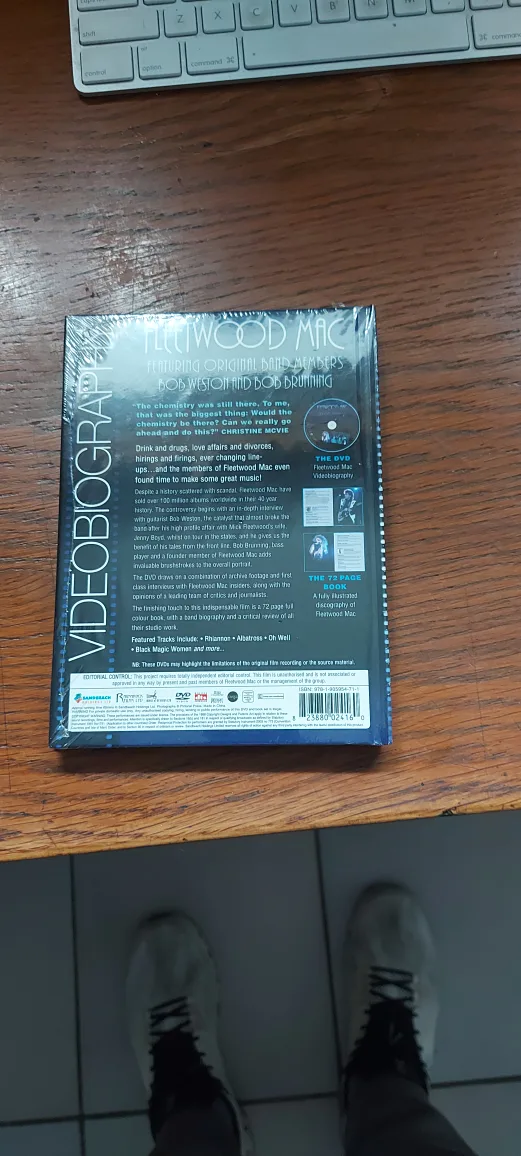 shift
Z
X
C
V
B
N
M
control
option
command ⌘
⌘ command
VIDEOBIOGRAPHY
FLEETWOOD MAC
FEATURING ORIGINAL BAND MEMBERS
BOB WESTON AND BOB BRUNNING
"The chemistry was still there. To me,
that was the biggest thing: Would the
chemistry be there? Can we really go
ahead and do this?" CHRISTINE MCVIE
Drink and drugs, love affairs and divorces,
hirings and firings, ever changing line-
ups...and the members of Fleetwood Mac even
found time to make some great music!
Despite a history scattered with scandal, Fleetwood Mac have
sold over 100 million albums worldwide in their 40 year
history. The controversy begins with an in-depth interview
with guitarist Bob Weston, the catalyst that almost broke the
band after his high profile affair with Mick Fleetwood's wife,
Jenny Boyd, whilst on tour in the states, and he gives us the
benefit of his tales from the front line. Bob Brunning, bass
player and a founder member of Fleetwood Mac adds
invaluable brushstrokes to the overall portrait.
The DVD draws on a combination of archive footage and first
class interviews with Fleetwood Mac insiders, along with the
opinions of a leading team of critics and journalists.
The finishing touch to this indispensible film is a 72 page full
colour book, with a band biography and a critical review of all
their studio work.
Featured Tracks Include: • Rhiannon • Albatross • Oh Well
• Black Magic Women and more...
NB: These DVDs may highlight the limitations of the original film recording or the source material.
THE DVD
Fleetwood Mac
Videobiography
THE 72 PAGE
BOOK
A fully illustrated
discography of
Fleetwood Mac
EDITORIAL CONTROL: This project requires totally independent editorial control. This film is unauthorised and is not associated or
approved in any way by present and past members of Fleetwood Mac or the management of the group.
DVD
dts
ISBN: 978-1-905954-71-1
8 23880 02416 0